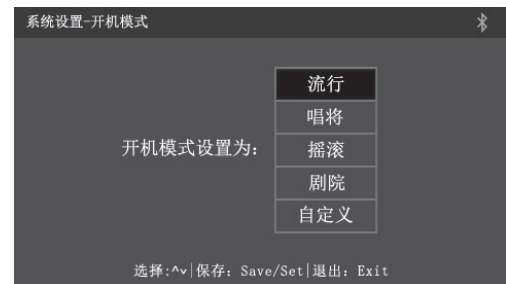 系统设置-开机模式
流行
唱将
开机模式设置为:
摇滚
剧院
自定义
选择:^v|保存: Save/Set|退出: Exit